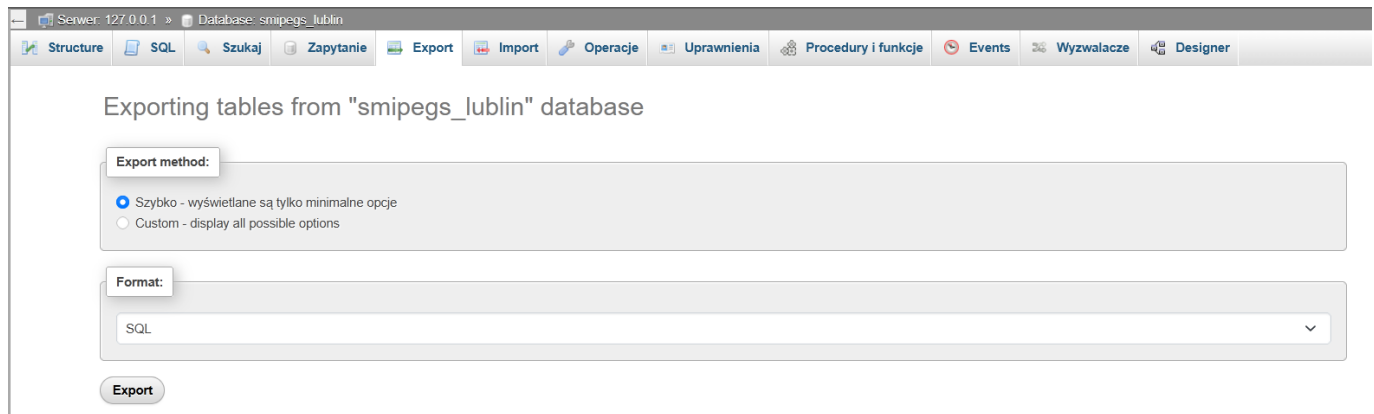 ← Serwer: 127.0.0.1 » Database: smipegs_lublin
Structure SQL Szukaj Zapytanie Export Import Operacje Uprawnienia Procedury i funkcje Events Wyzwalacze Designer
Exporting tables from "smipegs_lublin" database
Export method:
Szybko - wyświetlane są tylko minimalne opcje
Custom - display all possible options
Format:
SQL
Export